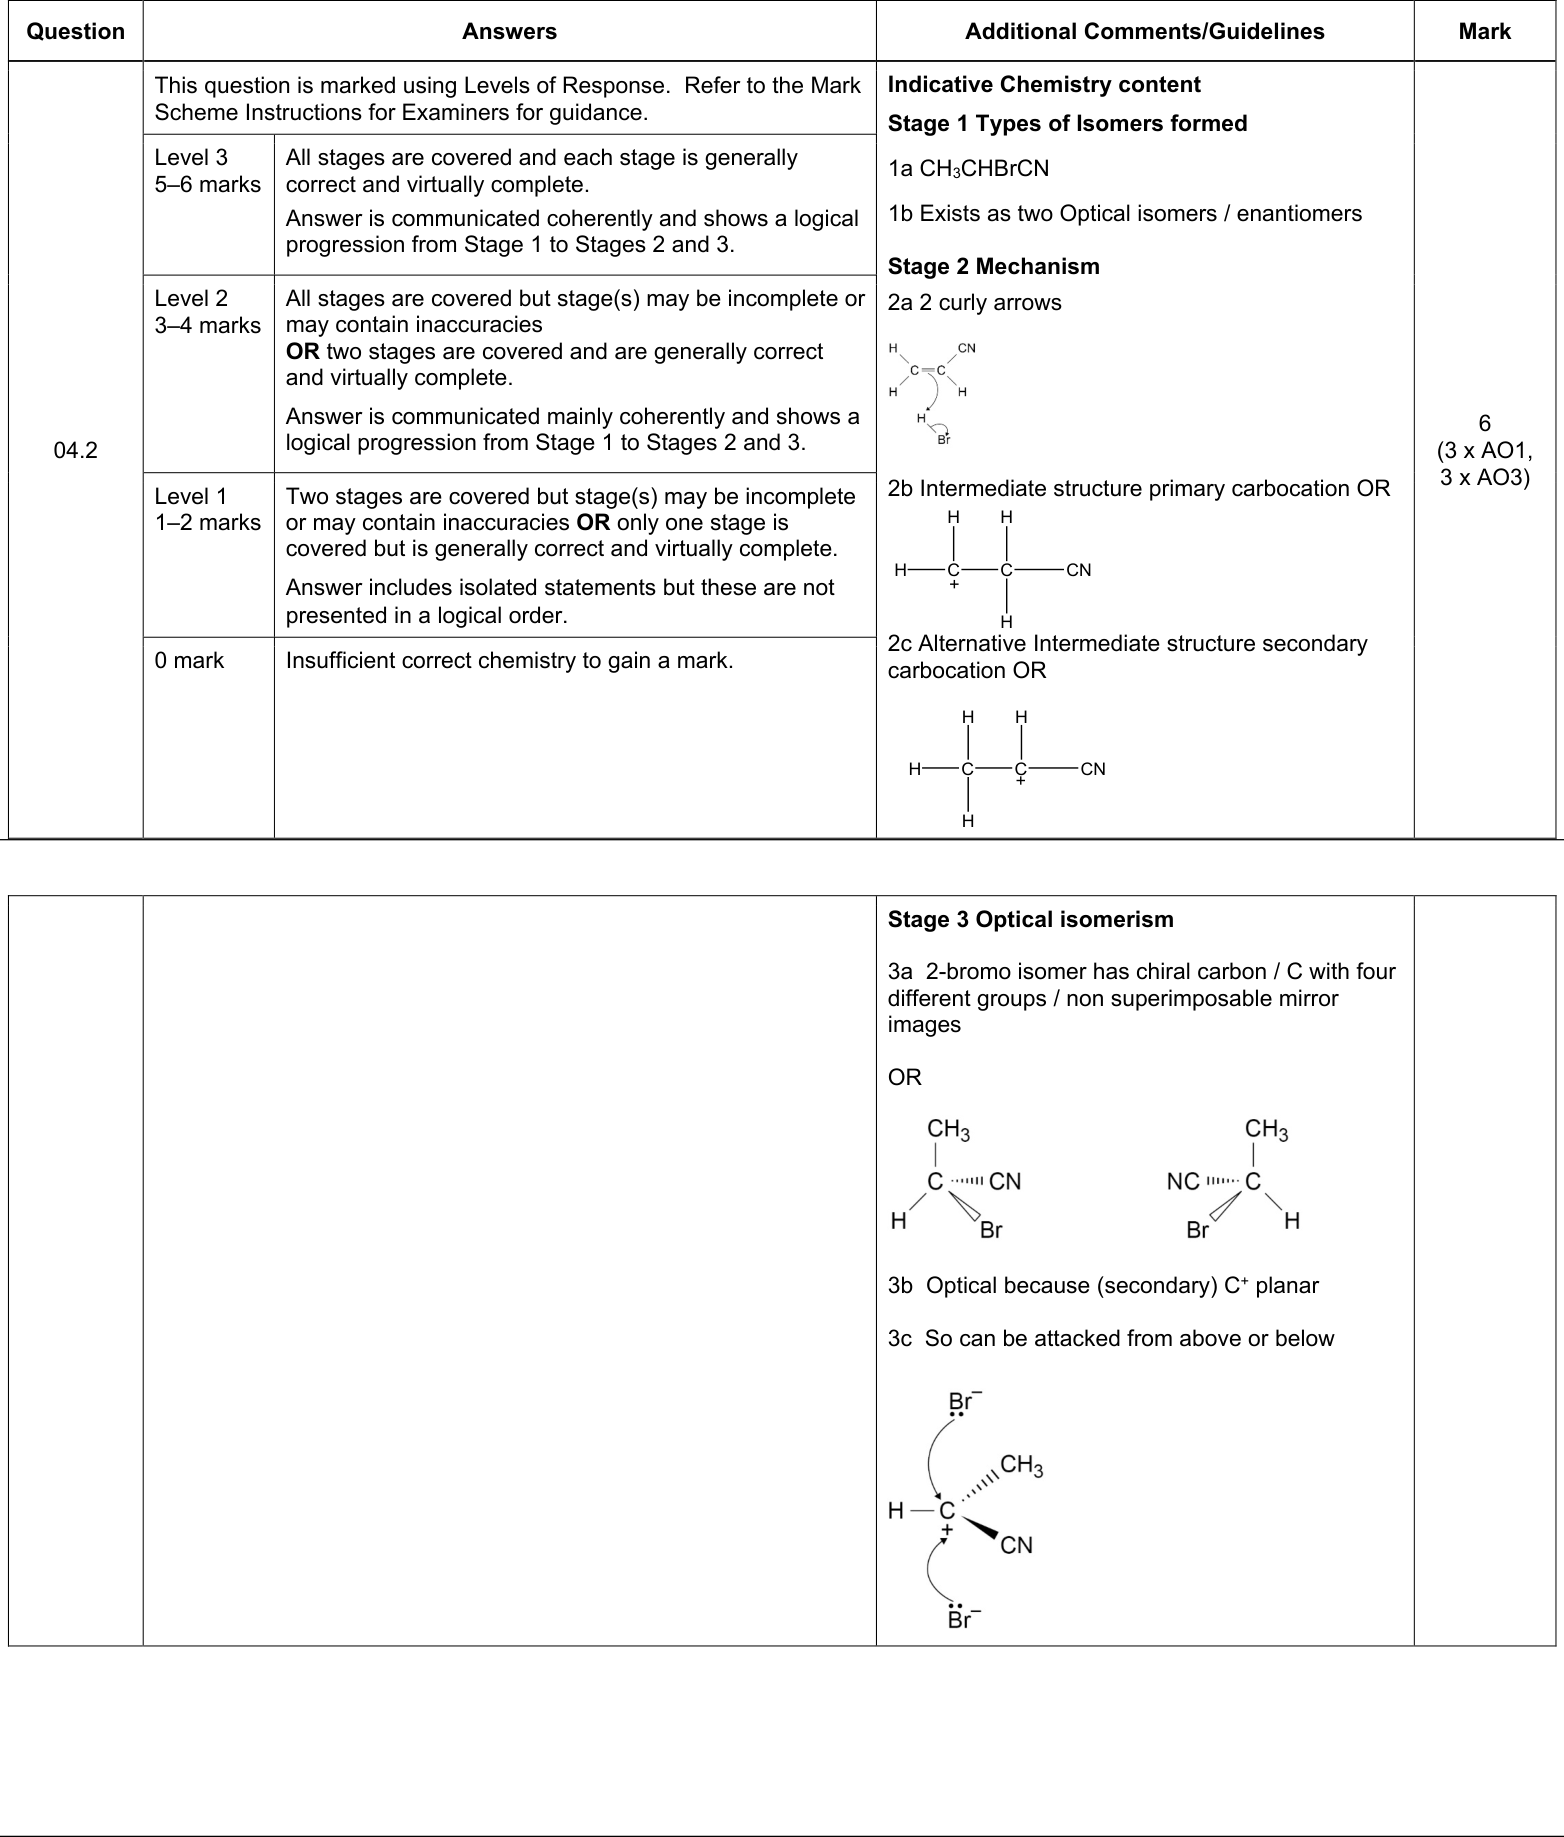 Question Answers Additional Comments/Guidelines Mark
04.2
This question is marked using Levels of Response. Refer to the Mark
Scheme Instructions for Examiners for guidance.
Level 3
5–6 marks
All stages are covered and each stage is generally
correct and virtually complete.
Answer is communicated coherently and shows a logical
progression from Stage 1 to Stages 2 and 3.
Level 2
3–4 marks
All stages are covered but stage(s) may be incomplete or
may contain inaccuracies
OR two stages are covered and are generally correct
and virtually complete.
Answer is communicated mainly coherently and shows a
logical progression from Stage 1 to Stages 2 and 3.
Level 1
1–2 marks
Two stages are covered but stage(s) may be incomplete
or may contain inaccuracies OR only one stage is
covered but is generally correct and virtually complete.
Answer includes isolated statements but these are not
presented in a logical order.
0 mark
Insufficient correct chemistry to gain a mark.
Indicative Chemistry content
Stage 1 Types of Isomers formed
1a CH₃CHBrCN
1b Exists as two Optical isomers / enantiomers
Stage 2 Mechanism
2a 2 curly arrows
H CN
C=C
H H
H
Br
2b Intermediate structure primary carbocation OR
H H
H C C CN
+
H
2c Alternative Intermediate structure secondary
carbocation OR
H H
H C C CN
+
H
6
(3 x AO1,
3 x AO3)
Stage 3 Optical isomerism
3a 2-bromo isomer has chiral carbon / C with four
different groups / non superimposable mirror
images
OR
CH₃ CH₃
C CN NC C
H Br Br H
3b Optical because (secondary) C⁺ planar
3c So can be attacked from above or below
Br⁻
CH₃
H C
+
CN
Br⁻